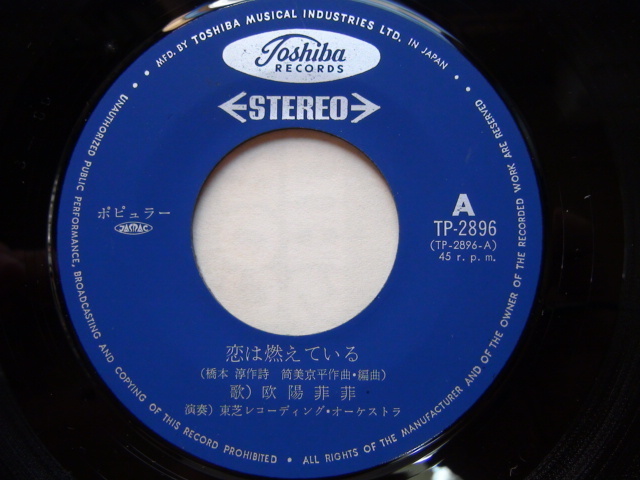 MFD. BY TOSHIBA MUSICAL INDUSTRIES LTD. IN JAPAN
Toshiba
RECORDS
STEREO
ポピュラー
JASRAC
A
TP-2896
(TP-2896-A)
45 r.p.m.
恋は燃えている
(橋本 淳作詩 筒美京平作曲・編曲)
歌) 欧陽菲菲
演奏) 東芝レコーディング・オーケストラ
UNAUTHORIZED PUBLIC PERFORMANCE, BROADCASTING AND COPYING OF THIS RECORD PROHIBITED • ALL RIGHTS OF THE MANUFACTURER AND OF THE OWNER OF THE RECORDED WORK ARE RESERVED